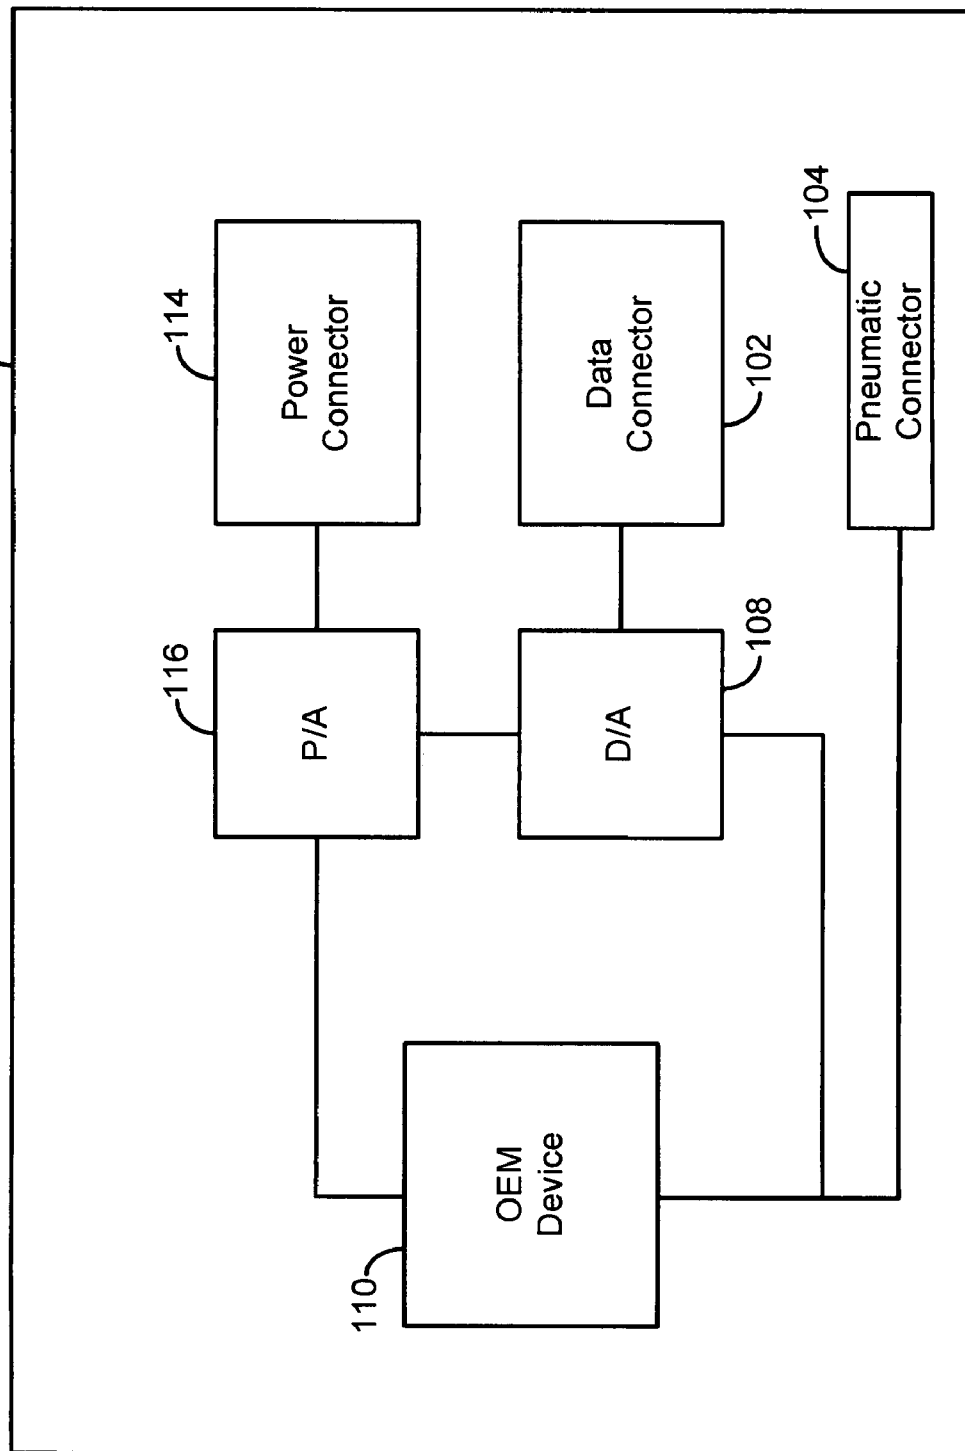 114
Power
Connector
116
P/A
102
Data
Connector
108
D/A
104
Pneumatic
Connector
110
OEM
Device